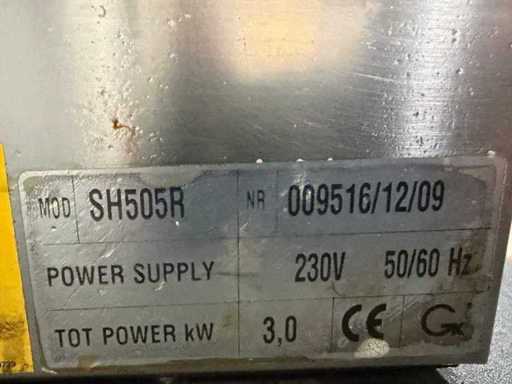 MOD SH505R NR 009516/12/09
POWER SUPPLY 230V 50/60 Hz
TOT POWER kW 3,0 CE